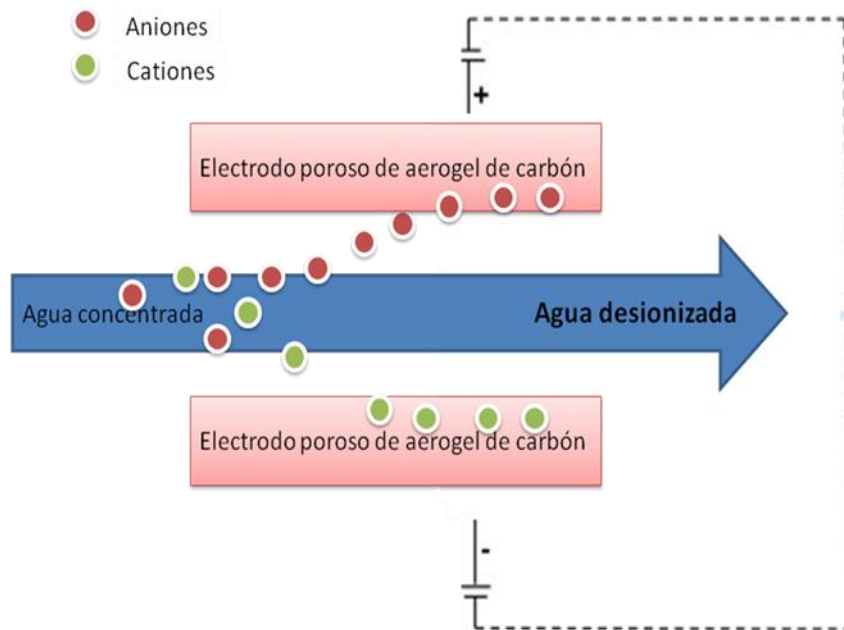 Aniones
Cationes
+
Electrodo poroso de aerogel de carbón
Agua concentrada
Agua desionizada
Electrodo poroso de aerogel de carbón
-